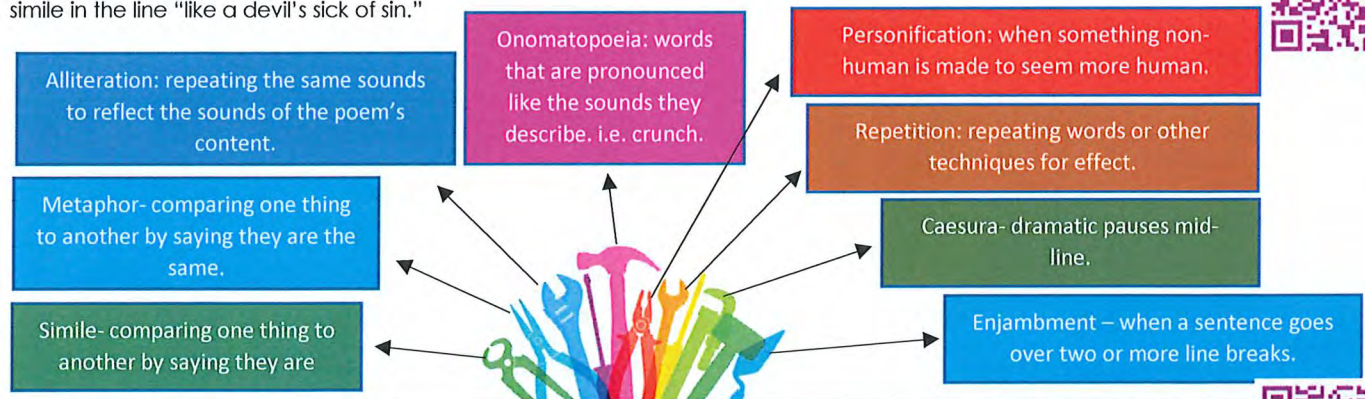 simile in the line “like a devil’s sick of sin.”
Alliteration: repeating the same sounds
to reflect the sounds of the poem’s
content.
Onomatopoeia: words
that are pronounced
like the sounds they
describe. i.e. crunch.
Personification: when something non-
human is made to seem more human.
Repetition: repeating words or other
techniques for effect.
Metaphor- comparing one thing
to another by saying they are the
same.
Caesura- dramatic pauses mid-
line.
Simile- comparing one thing to
another by saying they are
Enjambment – when a sentence goes
over two or more line breaks.